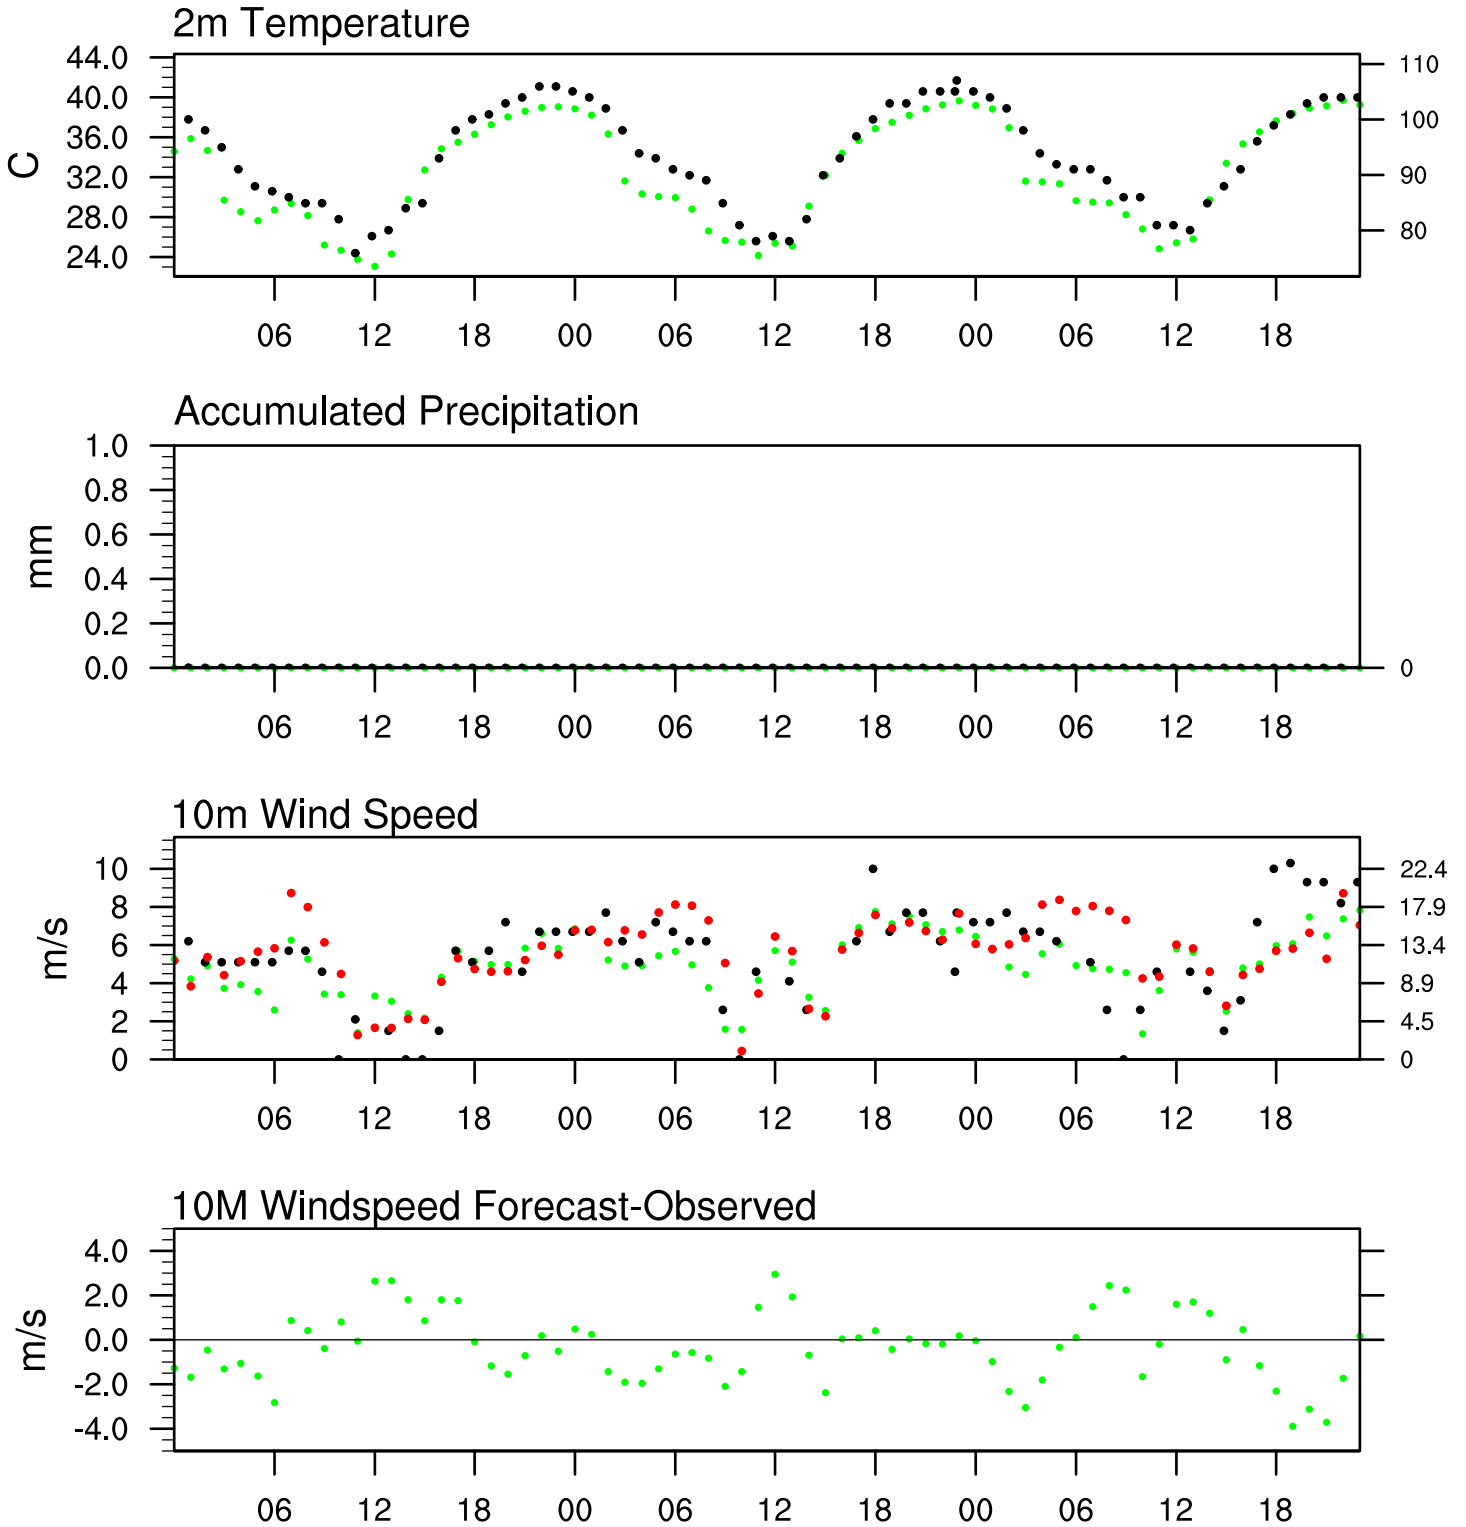 2m Temperature
44.0
40.0
36.0
32.0
28.0
24.0
C
110
100
90
80
06 12 18 00 06 12 18 00 06 12 18
Accumulated Precipitation
1.0
0.8
0.6
0.4
0.2
0.0
mm
0
06 12 18 00 06 12 18 00 06 12 18
10m Wind Speed
10
8
6
4
2
0
m/s
22.4
17.9
13.4
8.9
4.5
0
06 12 18 00 06 12 18 00 06 12 18
10M Windspeed Forecast-Observed
4.0
2.0
0.0
-2.0
-4.0
m/s
06 12 18 00 06 12 18 00 06 12 18